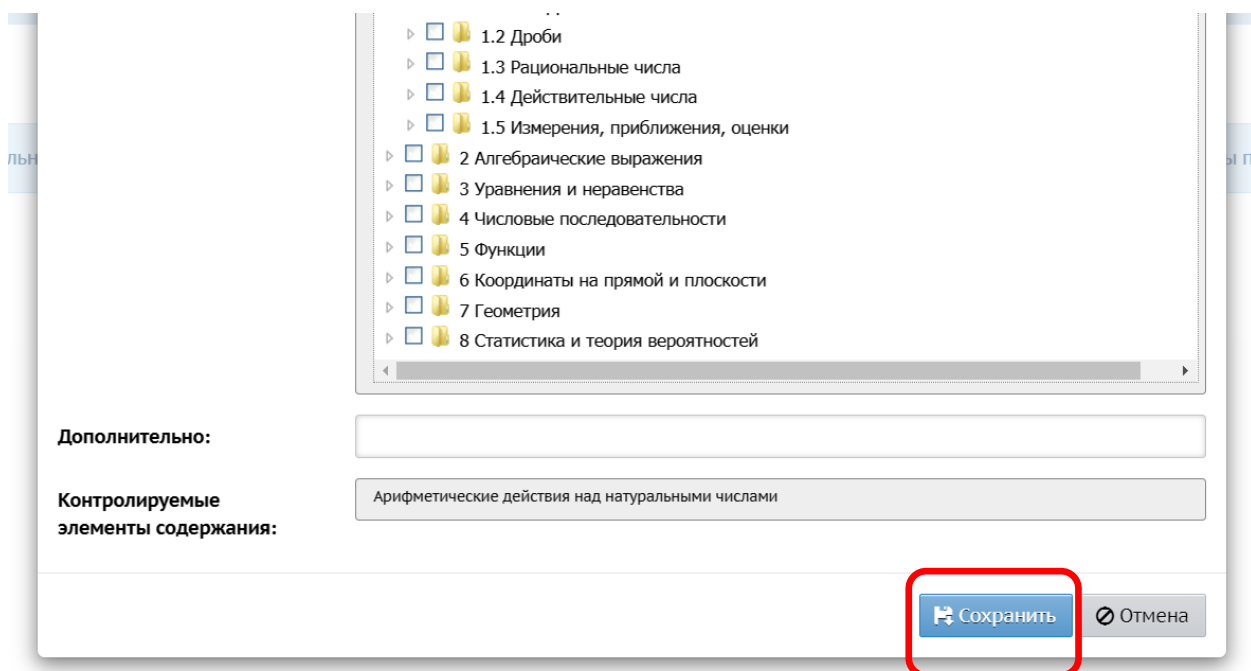 1.2 Дроби
1.3 Рациональные числа
1.4 Действительные числа
1.5 Измерения, приближения, оценки
2 Алгебраические выражения
3 Уравнения и неравенства
4 Числовые последовательности
5 Функции
6 Координаты на прямой и плоскости
7 Геометрия
8 Статистика и теория вероятностей
Дополнительно:
Контролируемые
элементы содержания:
Арифметические действия над натуральными числами
Сохранить
Отмена